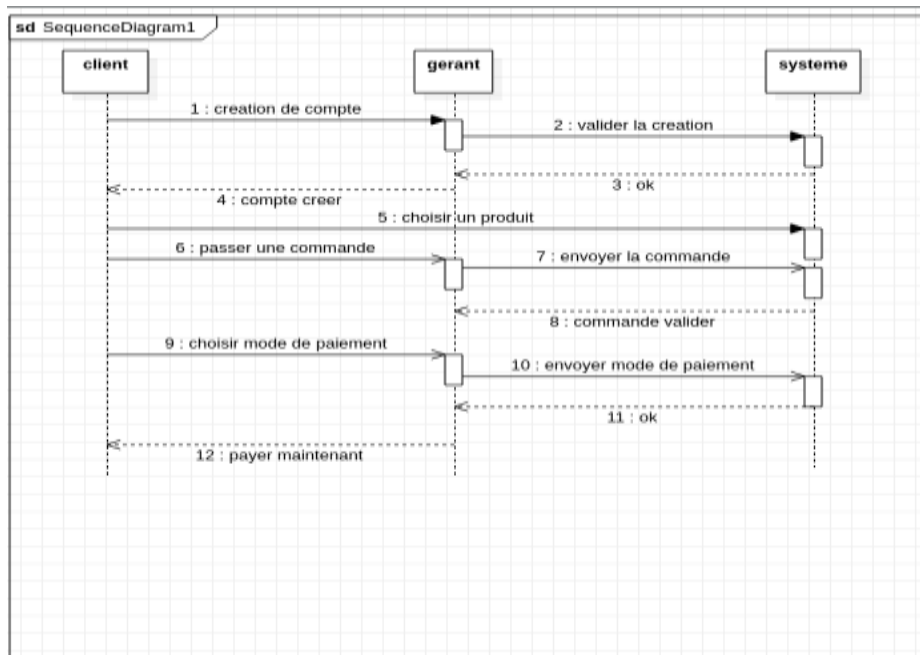 sd SequenceDiagram1
client
gerant
systeme
1 : creation de compte
2 : valider la creation
3 : ok
4 : compte creer
5 : choisir un produit
6 : passer une commande
7 : envoyer la commande
8 : commande valider
9 : choisir mode de paiement
10 : envoyer mode de paiement
11 : ok
12 : payer maintenant